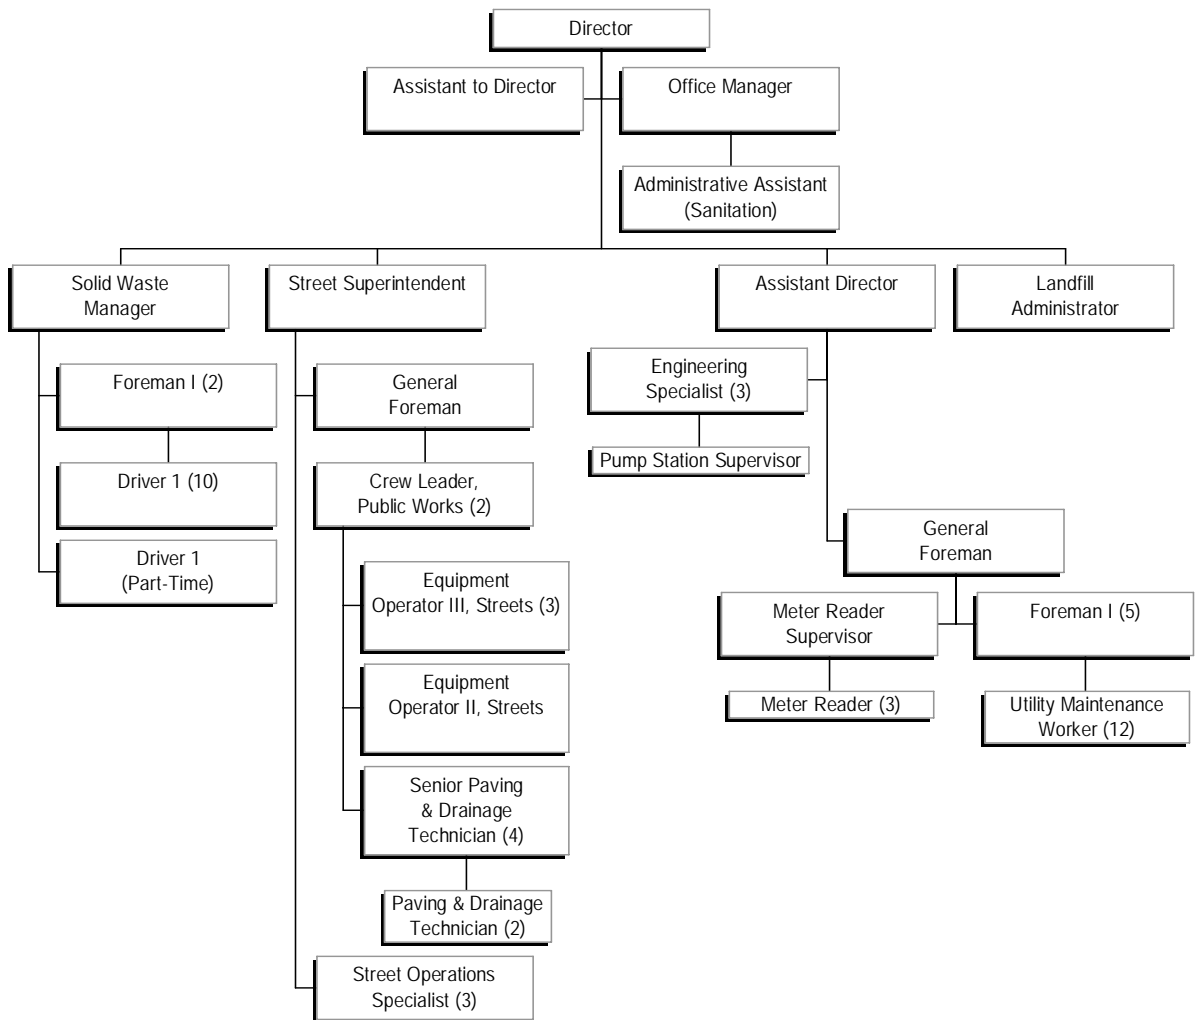 Director
Assistant to Director
Office Manager
Administrative Assistant
(Sanitation)
Solid Waste
Manager
Street Superintendent
Assistant Director
Landfill
Administrator
Foreman I (2)
Driver 1 (10)
Driver 1
(Part-Time)
General
Foreman
Crew Leader,
Public Works (2)
Equipment
Operator III, Streets (3)
Equipment
Operator II, Streets
Senior Paving
& Drainage
Technician (4)
Paving & Drainage
Technician (2)
Street Operations
Specialist (3)
Engineering
Specialist (3)
Pump Station Supervisor
General
Foreman
Meter Reader
Supervisor
Meter Reader (3)
Foreman I (5)
Utility Maintenance
Worker (12)